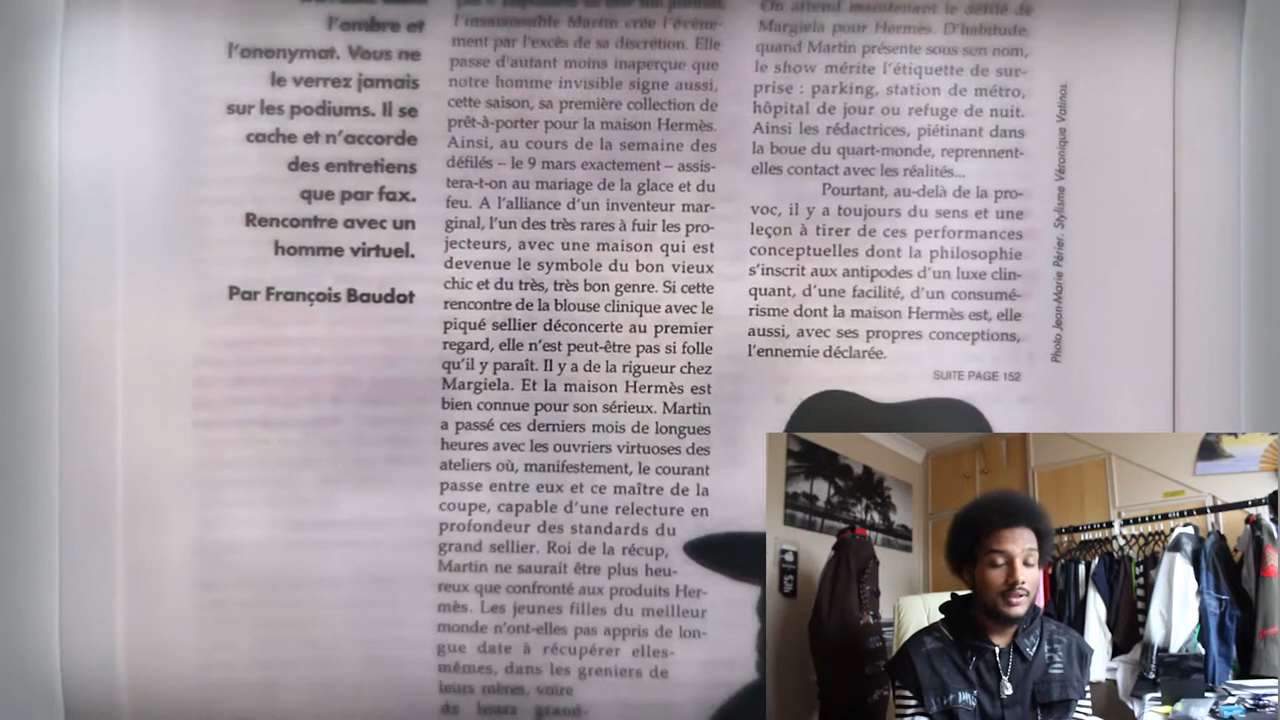 l'ombre et
l'anonymat. Vous ne
le verrez jamais
sur les podiums. Il se
cache et n'accorde
des entretiens
que par fax.
Rencontre avec un
homme virtuel.
Par François Baudot
l'insaisissable Martin crée l'événe-
ment par l'excès de sa discrétion. Elle
passe d'autant moins inaperçue que
notre homme invisible signe aussi,
cette saison, sa première collection de
prêt-à-porter pour la maison Hermès.
Ainsi, au cours de la semaine des
défilés – le 9 mars exactement – assis-
tera-t-on au mariage de la glace et du
feu. A l'alliance d'un inventeur mar-
ginal, l'un des très rares à fuir les pro-
jecteurs, avec une maison qui est
devenue le symbole du bon vieux
chic et du très, très bon genre. Si cette
rencontre de la blouse clinique avec le
piqué sellier déconcerte au premier
regard, elle n'est peut-être pas si folle
qu'il y paraît. Il y a de la rigueur chez
Margiela. Et la maison Hermès est
bien connue pour son sérieux. Martin
a passé ces derniers mois de longues
heures avec les ouvriers virtuoses des
ateliers où, manifestement, le courant
passe entre eux et ce maître de la
coupe, capable d'une relecture en
profondeur des standards du
grand sellier. Roi de la récup,
Martin ne saurait être plus heu-
reux que confronté aux produits Her-
mès. Les jeunes filles du meilleur
monde n'ont-elles pas appris de lon-
gue date à récupérer elles-
mêmes, dans les greniers de
leurs mères, voire
de leurs grand-
On attend maintenant le défilé de
Margiela pour Hermès. D'habitude,
quand Martin présente sous son nom,
le show mérite l'étiquette de sur-
prise : parking, station de métro,
hôpital de jour ou refuge de nuit.
Ainsi les rédactrices, piétinant dans
la boue du quart-monde, reprennent-
elles contact avec les réalités...
Pourtant, au-delà de la pro-
voc, il y a toujours du sens et une
leçon à tirer de ces performances
conceptuelles dont la philosophie
s'inscrit aux antipodes d'un luxe clin-
quant, d'une facilité, d'un consumé-
risme dont la maison Hermès est, elle
aussi, avec ses propres conceptions,
l'ennemie déclarée.
SUITE PAGE 152
Photo Jean-Marie Périer. Stylisme Véronique Vatinos.